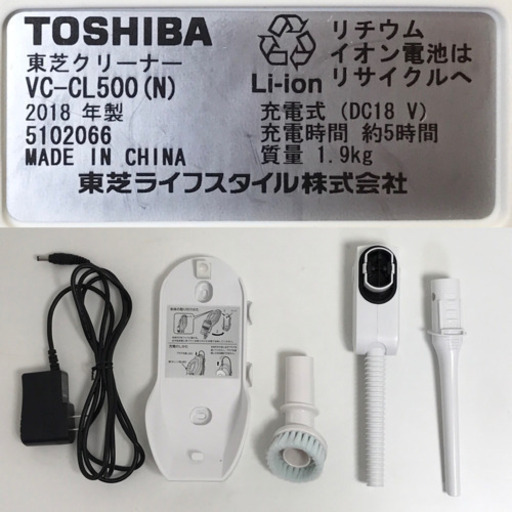 TOSHIBA
東芝クリーナー
VC-CL500(N)
2018 年製
5102066
MADE IN CHINA
Li-ion
リチウム
イオン電池は
リサイクルへ
充電式 (DC18 V)
充電時間 約5時間
質量 1.9kg
東芝ライフスタイル株式会社